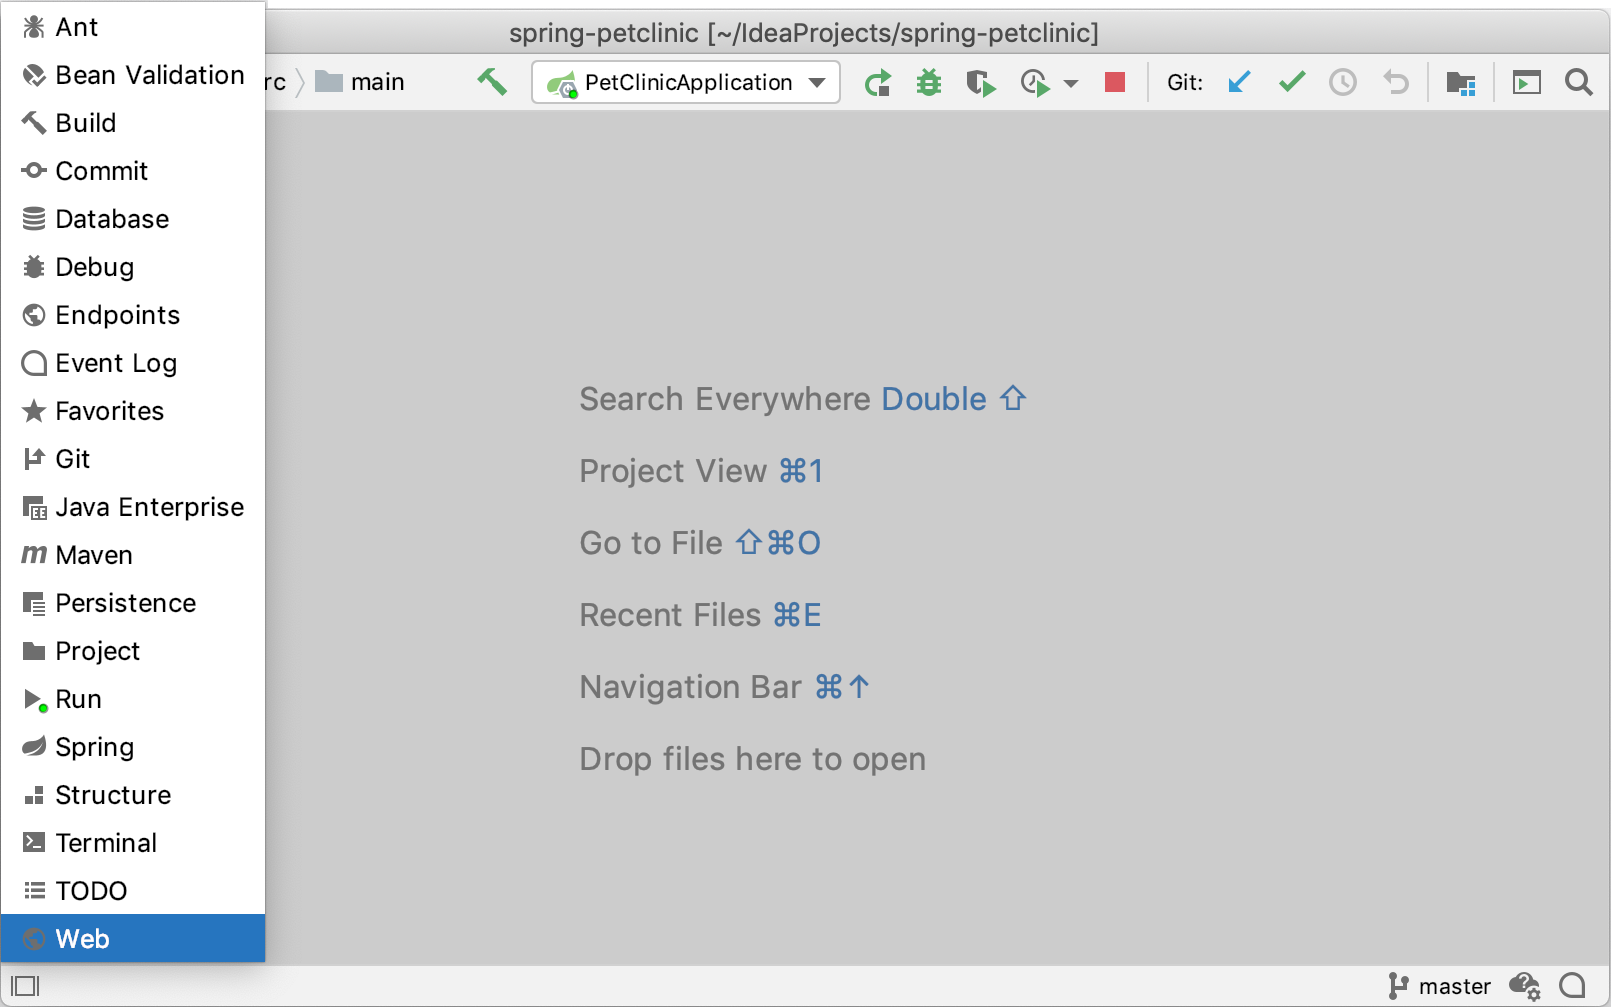 spring-petclinic [~/IdeaProjects/spring-petclinic]
rc main PetClinicApplication Git:
Ant
Bean Validation
Build
Commit
Database
Debug
Endpoints
Event Log
Favorites
Git
Java Enterprise
Maven
Persistence
Project
Run
Spring
Structure
Terminal
TODO
Web
Search Everywhere Double ⇧
Project View ⌘1
Go to File ⇧⌘O
Recent Files ⌘E
Navigation Bar ⌘↑
Drop files here to open
master